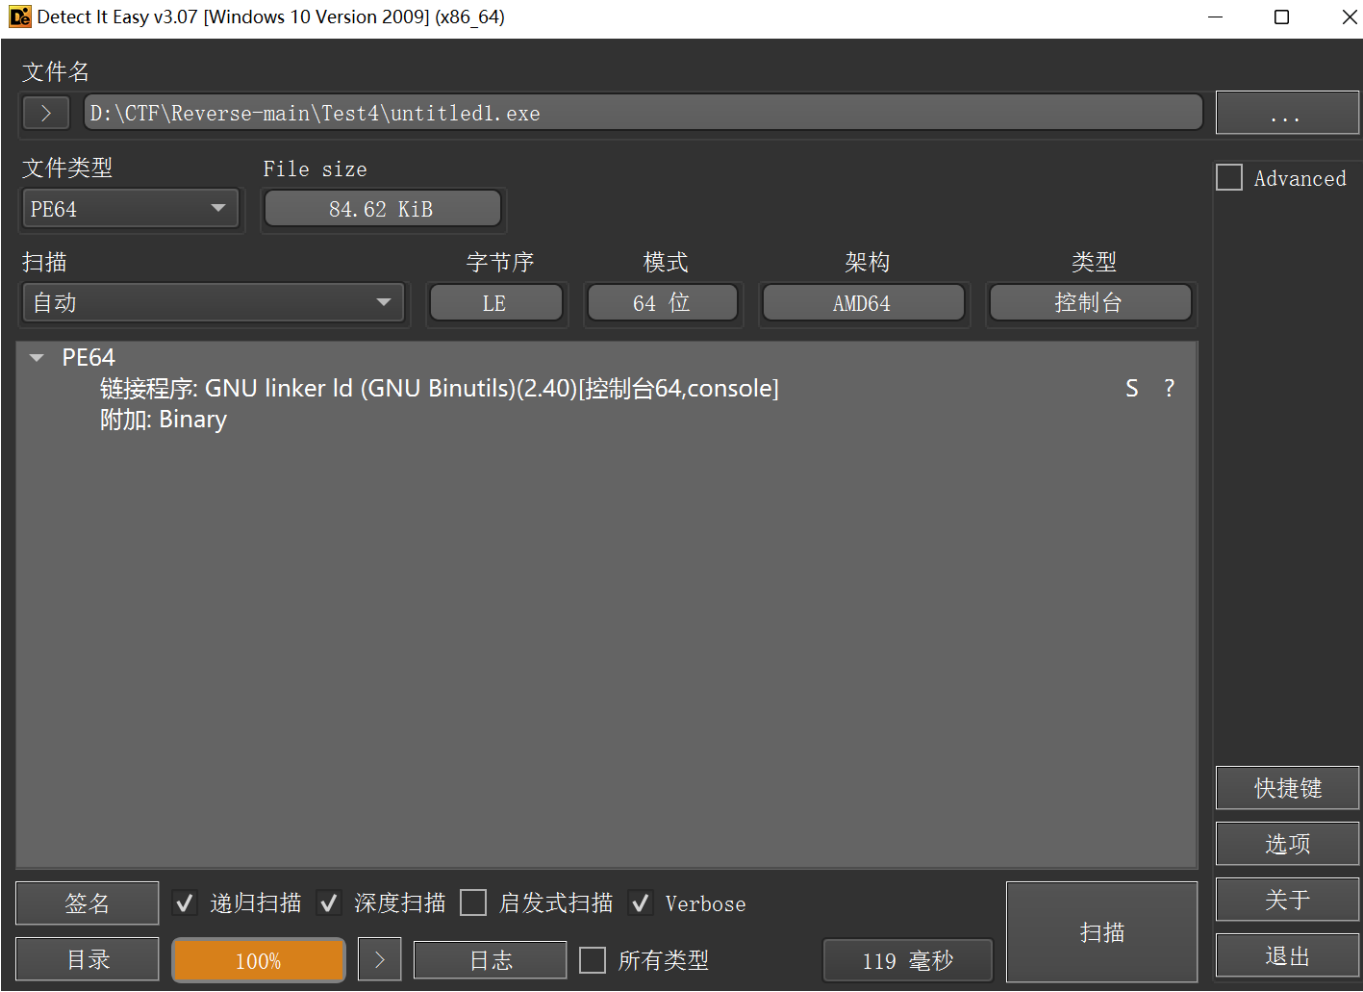 Detect It Easy v3.07 [Windows 10 Version 2009] (x86_64)
文件名
> D:\CTF\Reverse-main\Test4\untitled1.exe ...
文件类型 File size Advanced
PE64 84.62 KiB
扫描 字节序 模式 架构 类型
自动 LE 64 位 AMD64 控制台
PE64
链接程序: GNU linker ld (GNU Binutils)(2.40)[控制台64,console] S ?
附加: Binary
快捷键
选项
签名 递归扫描 深度扫描 启发式扫描 Verbose 关于
扫描
目录 100% > 日志 所有类型 119 毫秒 退出